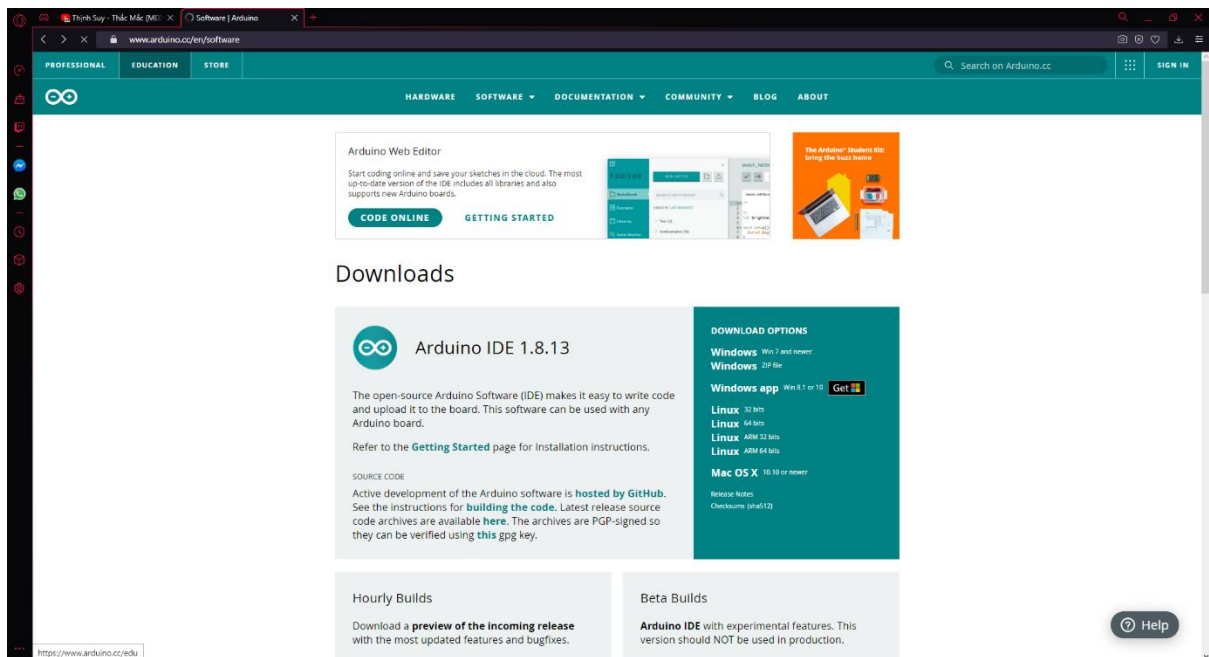 Thịnh Suy - Thắc Mắc (MEX
Software | Arduino
www.arduino.cc/en/software
PROFESSIONAL EDUCATION STORE
Search on Arduino.cc
SIGN IN
HARDWARE SOFTWARE DOCUMENTATION COMMUNITY BLOG ABOUT
Arduino Web Editor
Start coding online and save your sketches in the cloud. The most
up-to-date version of the IDE includes all libraries and also
supports new Arduino boards.
CODE ONLINE GETTING STARTED
The Arduino® Student Kit:
bring the buzz home
Downloads
Arduino IDE 1.8.13
The open-source Arduino Software (IDE) makes it easy to write code
and upload it to the board. This software can be used with any
Arduino board.
Refer to the Getting Started page for Installation instructions.
SOURCE CODE
Active development of the Arduino software is hosted by GitHub.
See the instructions for building the code. Latest release source
code archives are available here. The archives are PGP-signed so
they can be verified using this gpg key.
DOWNLOAD OPTIONS
Windows Win 7 and newer
Windows ZIP file
Windows app Win 8.1 or 10 Get
Linux 32 bits
Linux 64 bits
Linux ARM 32 bits
Linux ARM 64 bits
Mac OS X 10.10 or newer
Release Notes
Checksums (sha512)
Hourly Builds
Download a preview of the incoming release
with the most updated features and bugfixes.
Beta Builds
Arduino IDE with experimental features. This
version should NOT be used in production.
Help
https://www.arduino.cc/edu